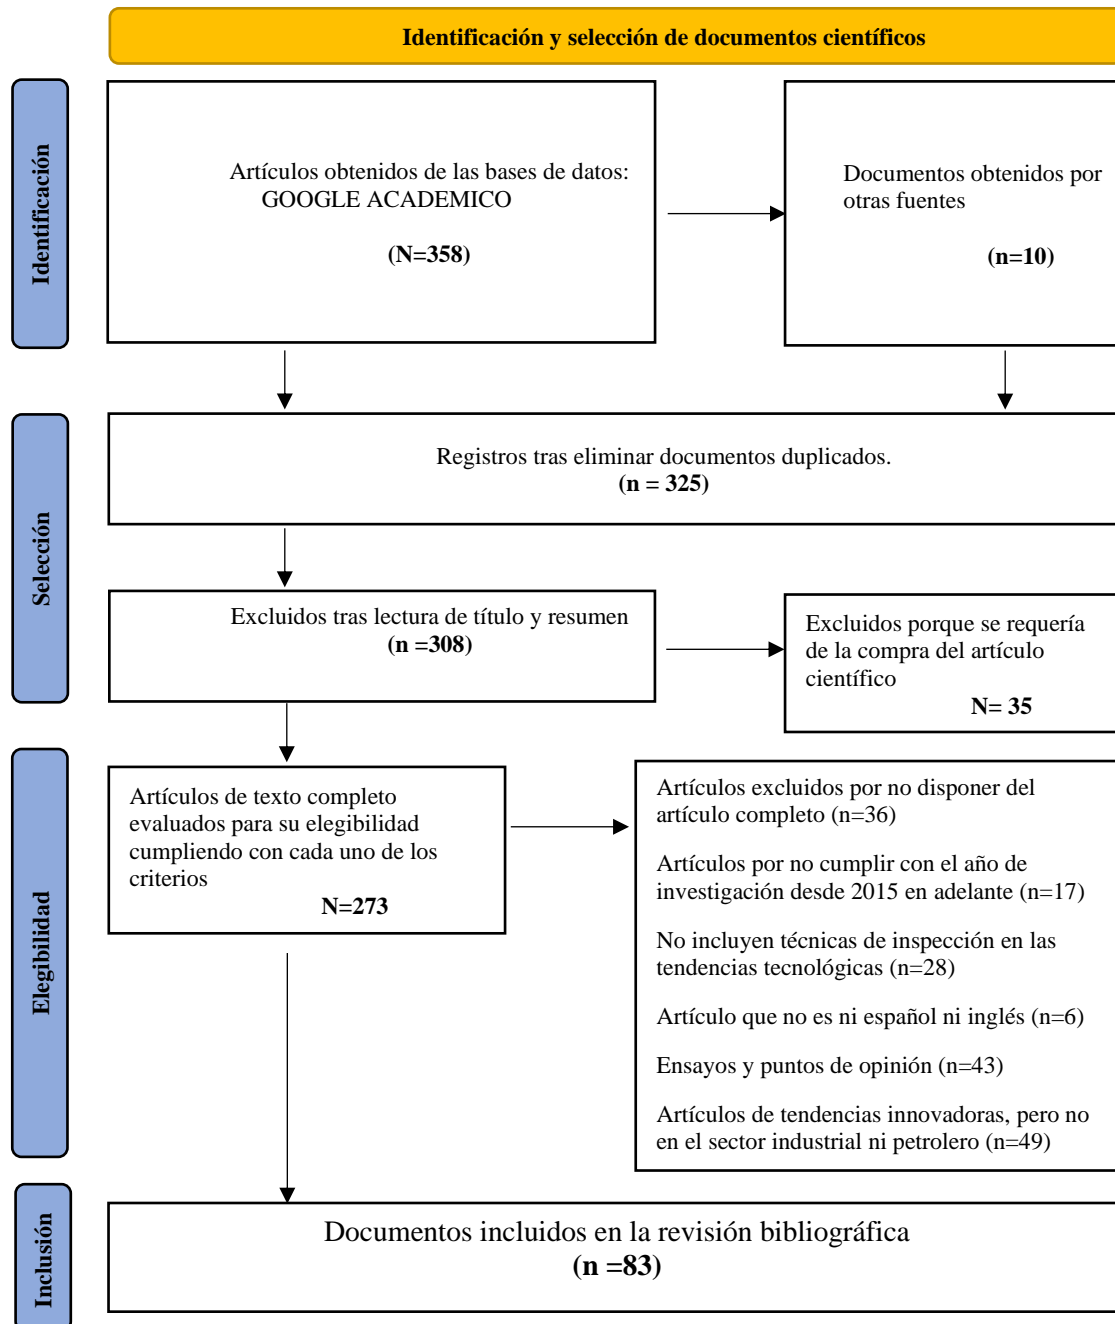 Identificación y selección de documentos científicos
Identificación
Artículos obtenidos de las bases de datos:
GOOGLE ACADEMICO
(N=358)
Documentos obtenidos por
otras fuentes
(n=10)
Selección
Registros tras eliminar documentos duplicados.
(n = 325)
Excluidos tras lectura de título y resumen
(n =308)
Excluidos porque se requería
de la compra del artículo
científico
N= 35
Elegibilidad
Artículos de texto completo
evaluados para su elegibilidad
cumpliendo con cada uno de los
criterios
N=273
Artículos excluidos por no disponer del
artículo completo (n=36)
Artículos por no cumplir con el año de
investigación desde 2015 en adelante (n=17)
No incluyen técnicas de inspección en las
tendencias tecnológicas (n=28)
Artículo que no es ni español ni inglés (n=6)
Ensayos y puntos de opinión (n=43)
Artículos de tendencias innovadoras, pero no
en el sector industrial ni petrolero (n=49)
Inclusión
Documentos incluidos en la revisión bibliográfica
(n =83)